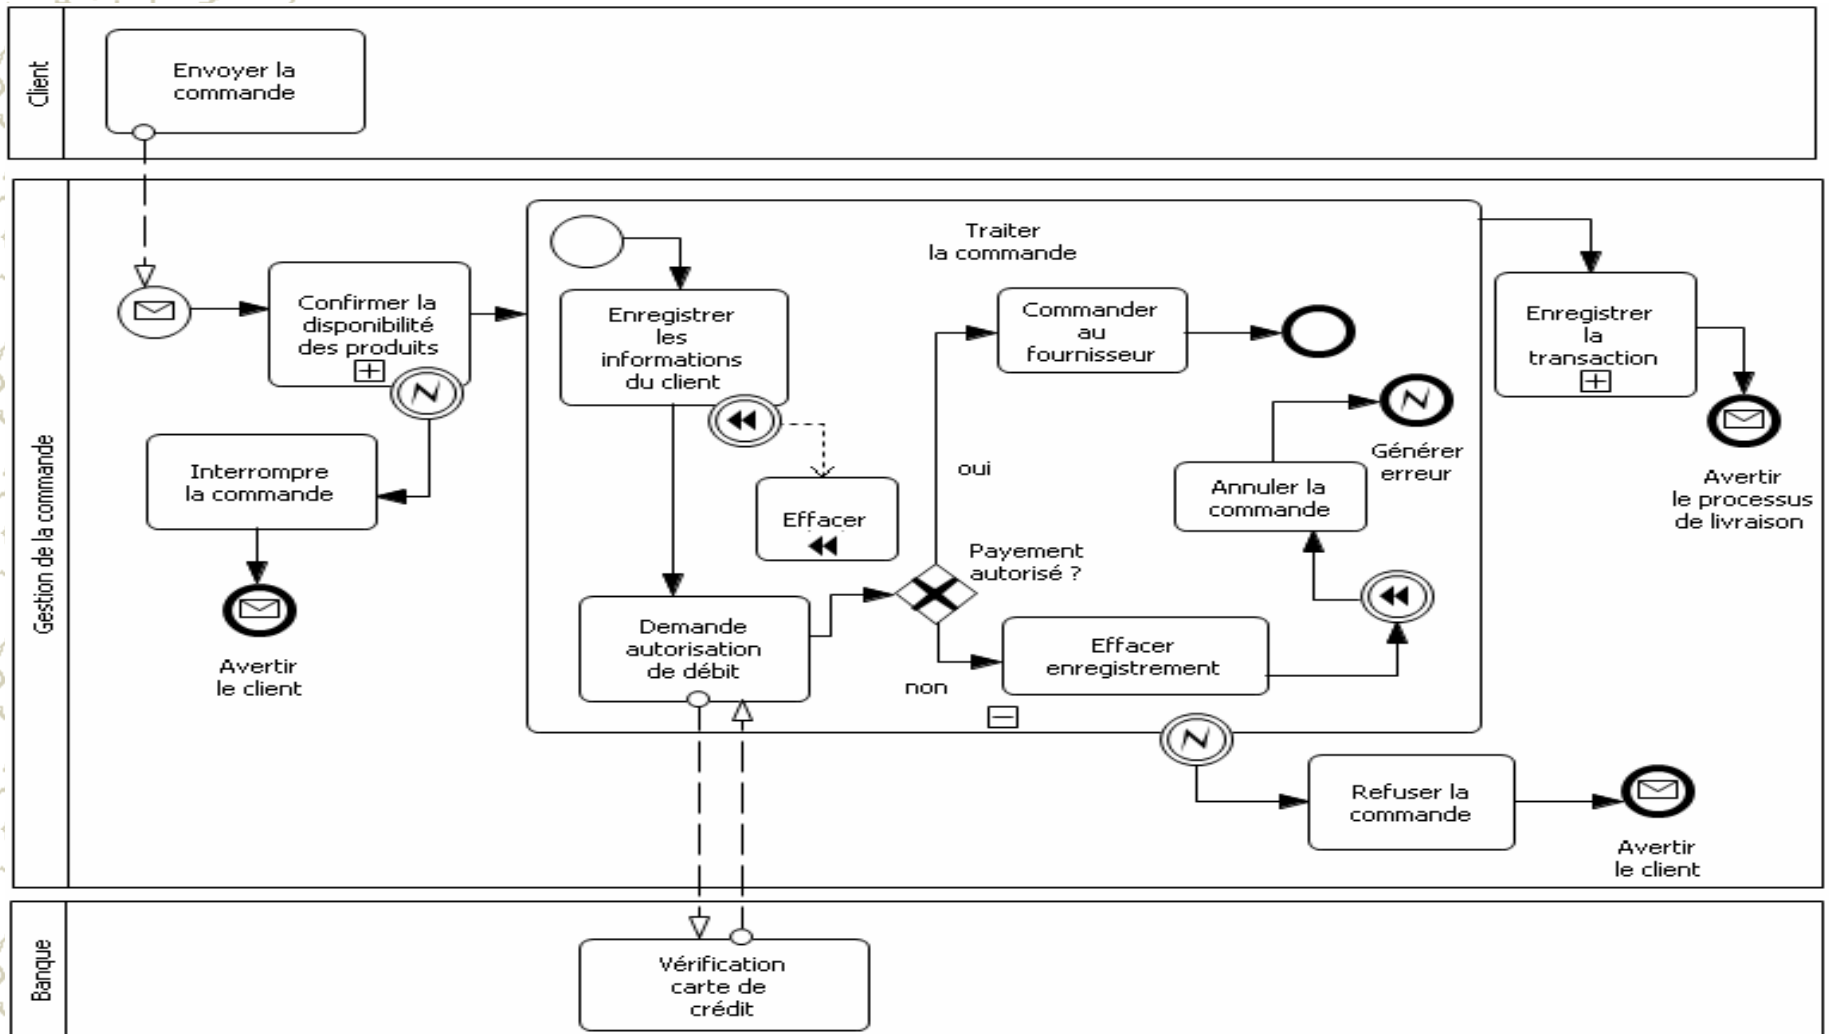 Client
Envoyer la
commande
Gestion de la commande
Confirmer la
disponibilité
des produits
Interrompre
la commande
Avertir
le client
Traiter
la commande
Enregistrer
les
informations
du client
Effacer
Demande
autorisation
de débit
Payement
autorisé ?
oui
non
Commander
au
fournisseur
Générer
erreur
Annuler la
commande
Effacer
enregistrement
Enregistrer
la
transaction
Avertir
le processus
de livraison
Refuser la
commande
Avertir
le client
Banque
Vérification
carte de
crédit